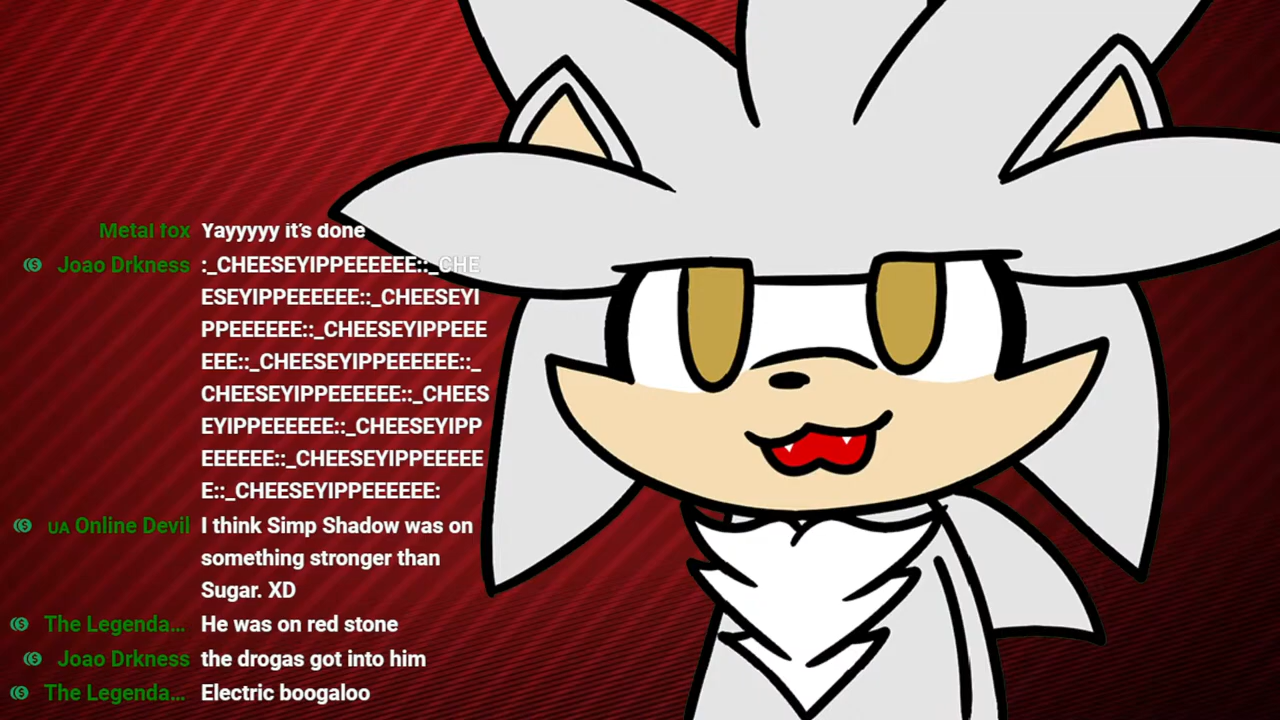 Metal fox Yayyyyy it's done
Joao Drkness :_CHEESEYIPPEEEEEE::_CHE
ESEYIPPEEEEEE::_CHEESEYI
PPEEEEEE::_CHEESEYIPPEEE
EEE::_CHEESEYIPPEEEEEE::_
CHEESEYIPPEEEEEE::_CHEES
EYIPPEEEEEE::_CHEESEYIPP
EEEEEE::_CHEESEYIPPEEEEE
E::_CHEESEYIPPEEEEEE:
UA Online Devil I think Simp Shadow was on
something stronger than
Sugar. XD
The Legenda... He was on red stone
Joao Drkness the drogas got into him
The Legenda... Electric boogaloo